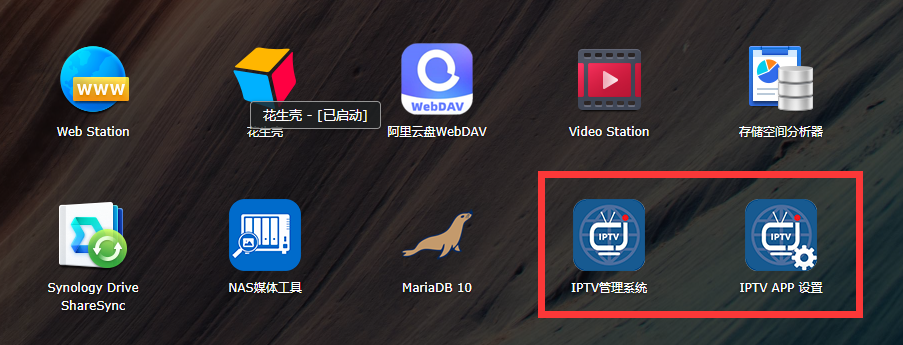 WWW
WebDAV
Web Station
花生壳
花生壳 - [已启动]
阿里云盘WebDAV
Video Station
存储空间分析器
IPTV
IPTV
Synology Drive
ShareSync
NAS媒体工具
MariaDB 10
IPTV管理系统
IPTV APP 设置